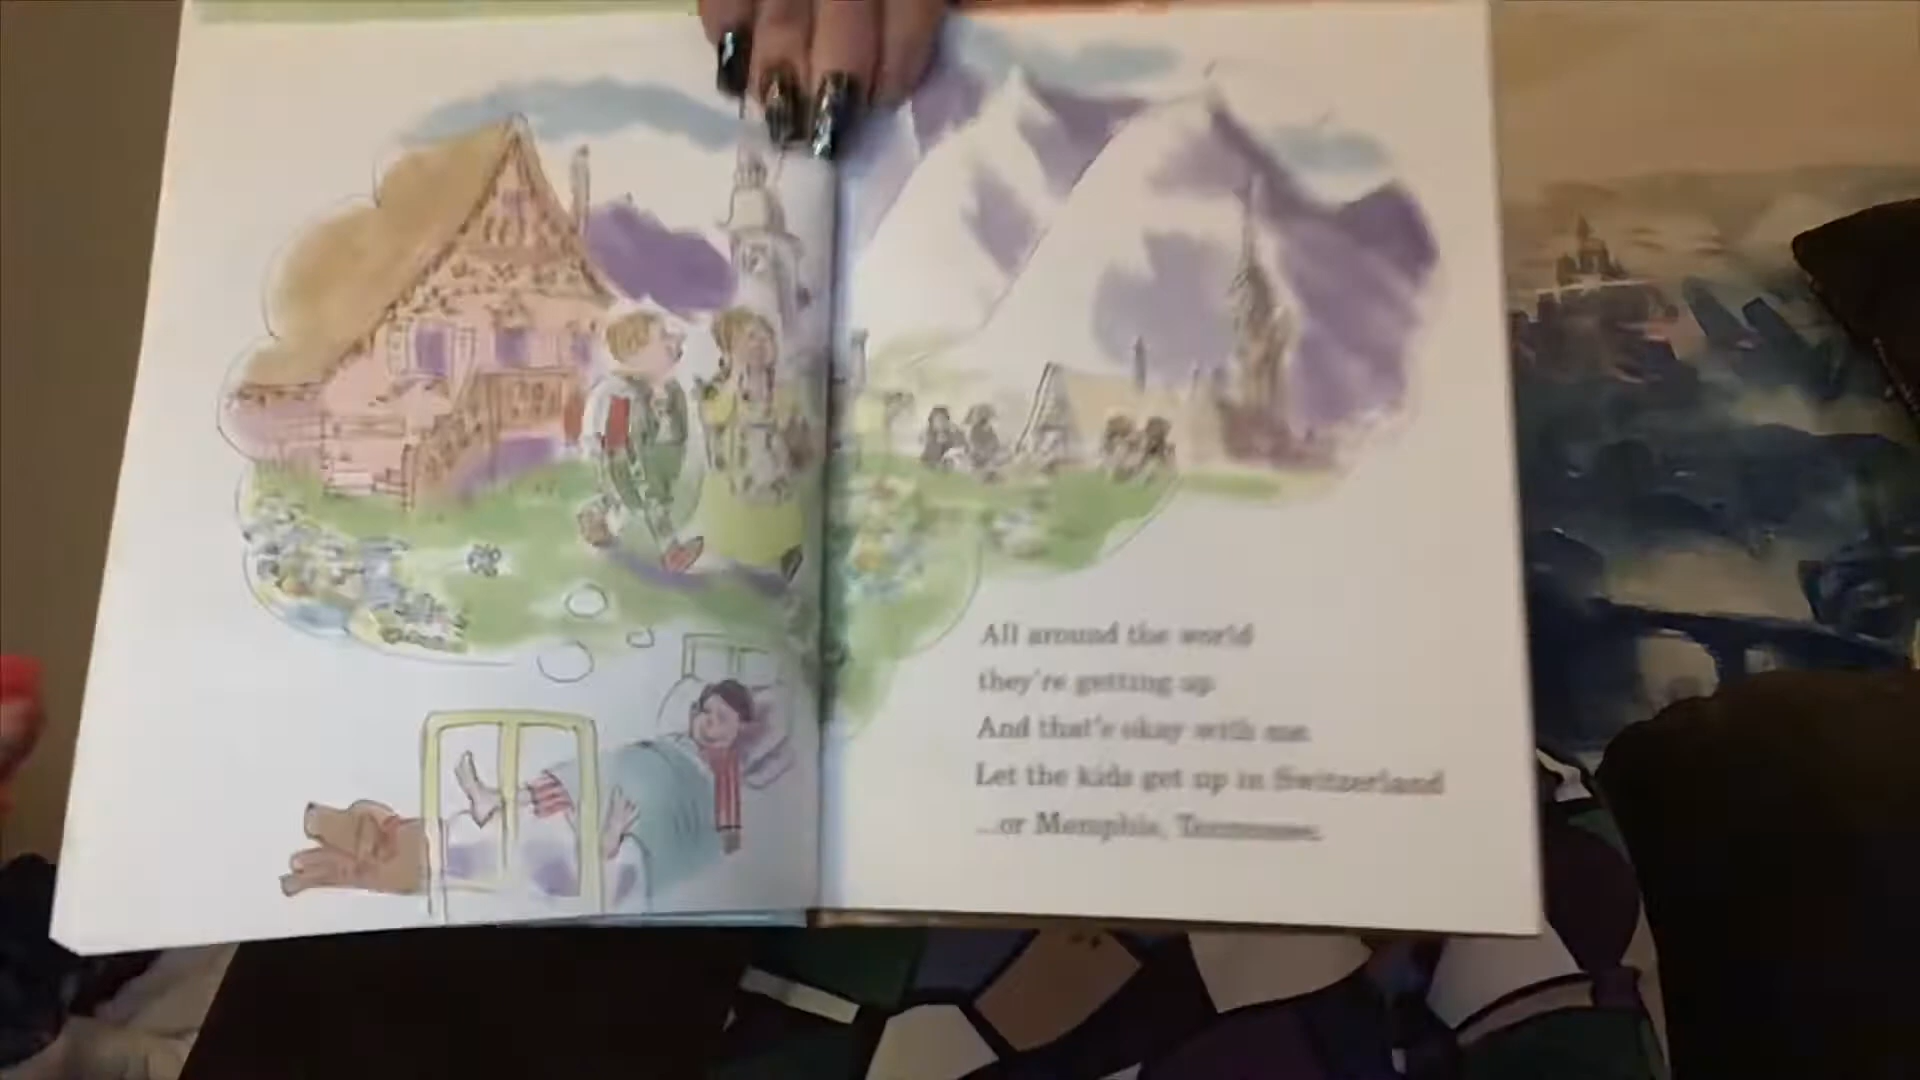 All around the world
they're getting up
And that's okay with me.
Let the kids get up in Switzerland
...or Memphis, Tennessee.